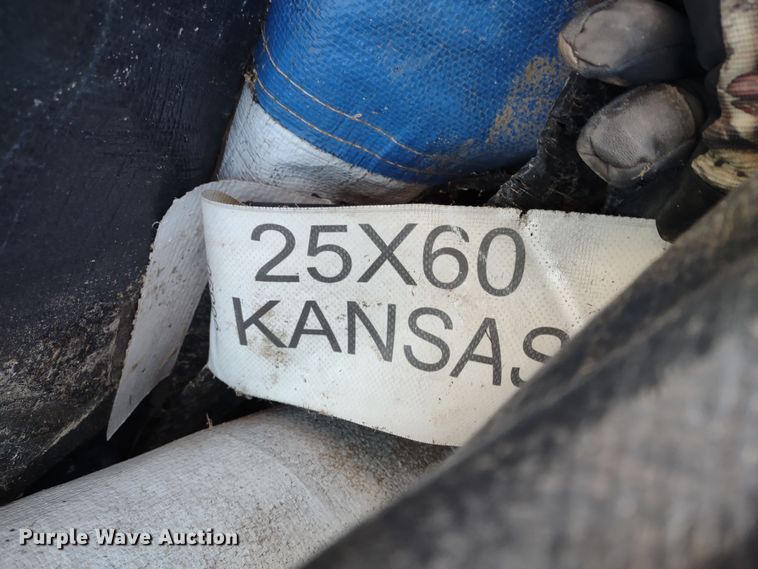 25X60
KANSAS
Purple Wave Auction